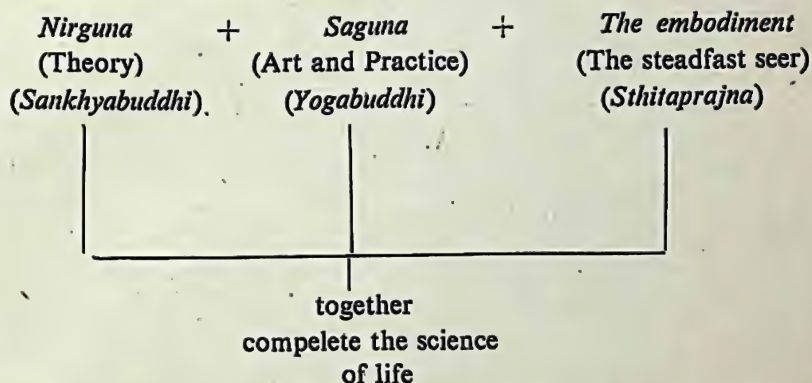 Nirguna + Saguna + The embodiment
(Theory) (Art and Practice) (The steadfast seer)
(Sankhyabuddhi). (Yogabuddhi) (Sthitaprajna)
together
compelete the science
of life